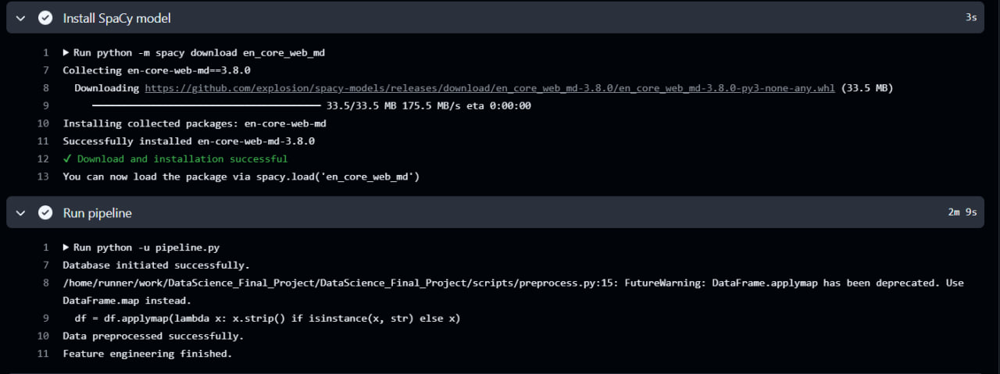 Install SpaCy model 3s
1 ▶ Run python -m spacy download en_core_web_md
7 Collecting en-core-web-md==3.8.0
8 Downloading https://github.com/explosion/spacy-models/releases/download/en_core_web_md-3.8.0/en_core_web_md-3.8.0-py3-none-any.whl (33.5 MB)
9 ━━━━━━━━━━━━━━━━━━━━━━━━━━━━━━━━━━━━━━━━ 33.5/33.5 MB 175.5 MB/s eta 0:00:00
10 Installing collected packages: en-core-web-md
11 Successfully installed en-core-web-md-3.8.0
12 ✓ Download and installation successful
13 You can now load the package via spacy.load('en_core_web_md')
Run pipeline 2m 9s
1 ▶ Run python -u pipeline.py
7 Database initiated successfully.
8 /home/runner/work/DataScience_Final_Project/DataScience_Final_Project/scripts/preprocess.py:15: FutureWarning: DataFrame.applymap has been deprecated. Use
DataFrame.map instead.
9 df = df.applymap(lambda x: x.strip() if isinstance(x, str) else x)
10 Data preprocessed successfully.
11 Feature engineering finished.